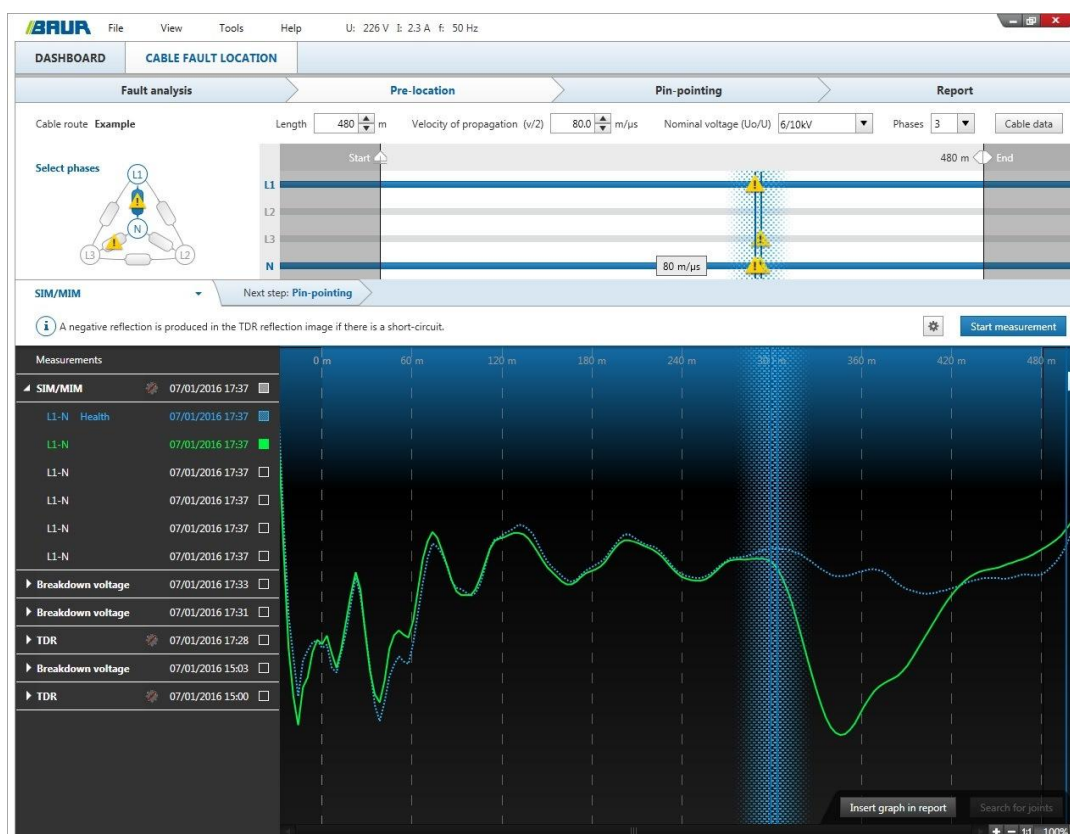 BAUR File View Tools Help U: 226 V I: 2.3 A f: 50 Hz
DASHBOARD CABLE FAULT LOCATION
Fault analysis Pre-location Pin-pointing Report
Cable route Example Length 480 m Velocity of propagation (v/2) 80.0 m/µs Nominal voltage (Uo/U) 6/10kV Phases 3 Cable data
Start 480 m End
Select phases
L1
L1
L2
N
L3
L3 L2
80 m/µs
N
SIM/MIM Next step: Pin-pointing
A negative reflection is produced in the TDR reflection image if there is a short-circuit. Start measurement
Measurements 0 m 60 m 120 m 180 m 240 m 300 m 360 m 420 m 480 m
SIM/MIM 07/01/2016 17:37
L1-N Health 07/01/2016 17:37
L1-N 07/01/2016 17:37
L1-N 07/01/2016 17:37
L1-N 07/01/2016 17:37
L1-N 07/01/2016 17:37
L1-N 07/01/2016 17:37
Breakdown voltage 07/01/2016 17:33
Breakdown voltage 07/01/2016 17:31
TDR 07/01/2016 17:28
Breakdown voltage 07/01/2016 15:03
TDR 07/01/2016 15:00
Insert graph in report Search for joints
1:1 100%